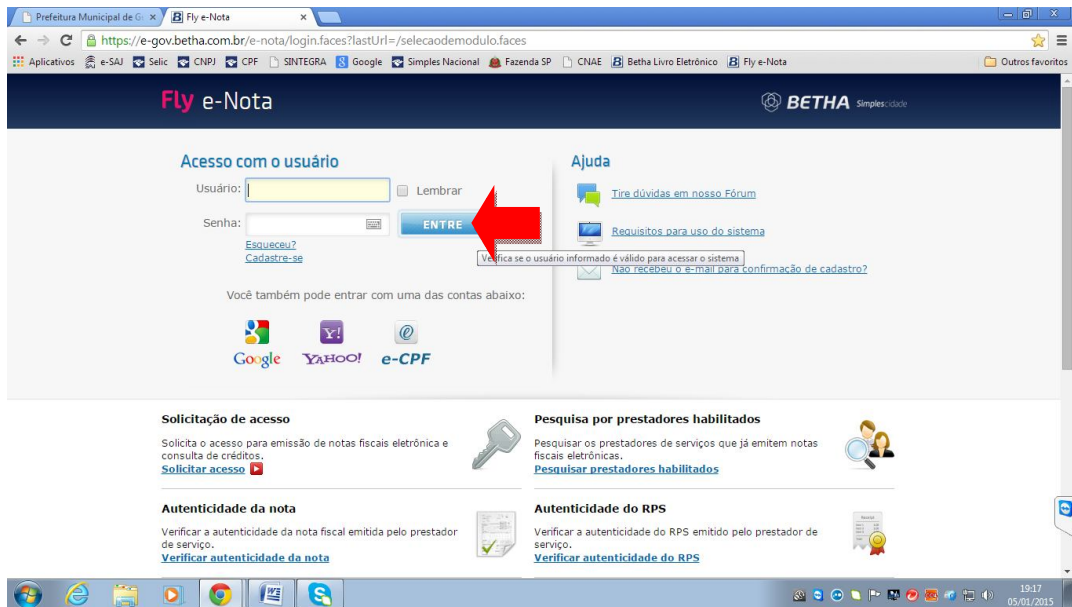 Prefeitura Municipal de G
Fly e-Nota
https://e-gov.betha.com.br/e-nota/login.faces?lastUrl=/selecaodemodulo.faces
Aplicativos e-SAJ Selic CNPJ CPF SINTEGRA Google Simples Nacional Fazenda SP CNAE Betha Livro Eletrônico Fly e-Nota Outros favoritos
Fly e-Nota
BETHA Simplescidade
Acesso com o usuário
Usuário:
Lembrar
Senha:
ENTRE
Esqueceu?
Cadastre-se
Verifica se o usuário informado é válido para acessar o sistema
Você também pode entrar com uma das contas abaixo:
Google YAHOO! e-CPF
Ajuda
Tire dúvidas em nosso Fórum
Requisitos para uso do sistema
Não recebeu o e-mail para confirmação de cadastro?
Solicitação de acesso
Solicita o acesso para emissão de notas fiscais eletrônica e
consulta de créditos.
Solicitar acesso
Pesquisa por prestadores habilitados
Pesquisar os prestadores de serviços que já emitem notas
fiscais eletrônicas.
Pesquisar prestadores habilitados
Autenticidade da nota
Verificar a autenticidade da nota fiscal emitida pelo prestador
de serviço.
Verificar autenticidade da nota
Autenticidade do RPS
Verificar a autenticidade do RPS emitido pelo prestador de
serviço.
Verificar autenticidade do RPS
19:17
05/01/2015